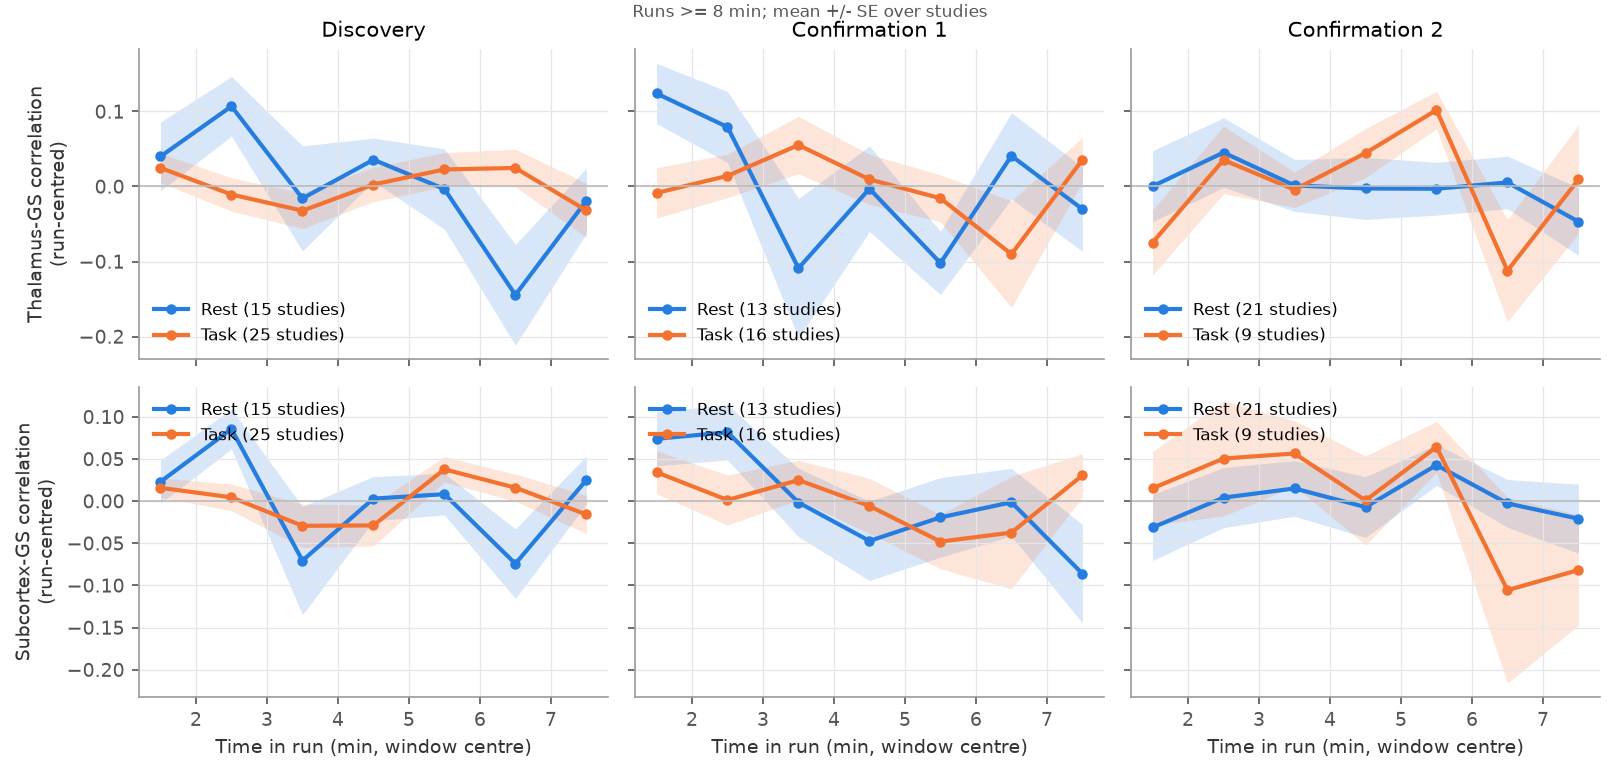 Runs >= 8 min; mean +/- SE over studies
Discovery
Confirmation 1
Confirmation 2
Thalamus-GS correlation
(run-centred)
0.1
0.0
−0.1
−0.2
Rest (15 studies)
Task (25 studies)
Rest (13 studies)
Task (16 studies)
Rest (21 studies)
Task (9 studies)
Subcortex-GS correlation
(run-centred)
0.10
0.05
0.00
−0.05
−0.10
−0.15
−0.20
Rest (15 studies)
Task (25 studies)
Rest (13 studies)
Task (16 studies)
Rest (21 studies)
Task (9 studies)
2 3 4 5 6 7
2 3 4 5 6 7
2 3 4 5 6 7
Time in run (min, window centre)
Time in run (min, window centre)
Time in run (min, window centre)